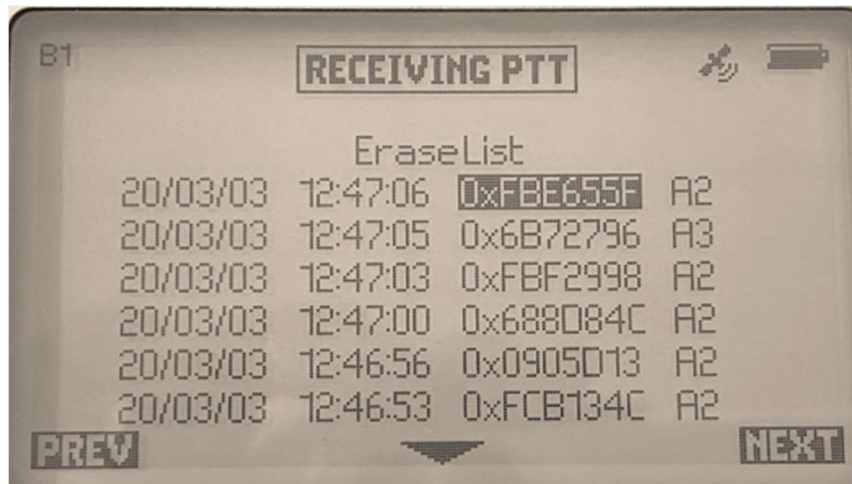 B1 RECEIVING PTT
EraseList
20/03/03 12:47:06 0xFBE655F A2
20/03/03 12:47:05 0x6B72796 A3
20/03/03 12:47:03 0xFBF2998 A2
20/03/03 12:47:00 0x688D84C A2
20/03/03 12:46:56 0x0905D13 A2
20/03/03 12:46:53 0xFCB134C A2
PREV NEXT